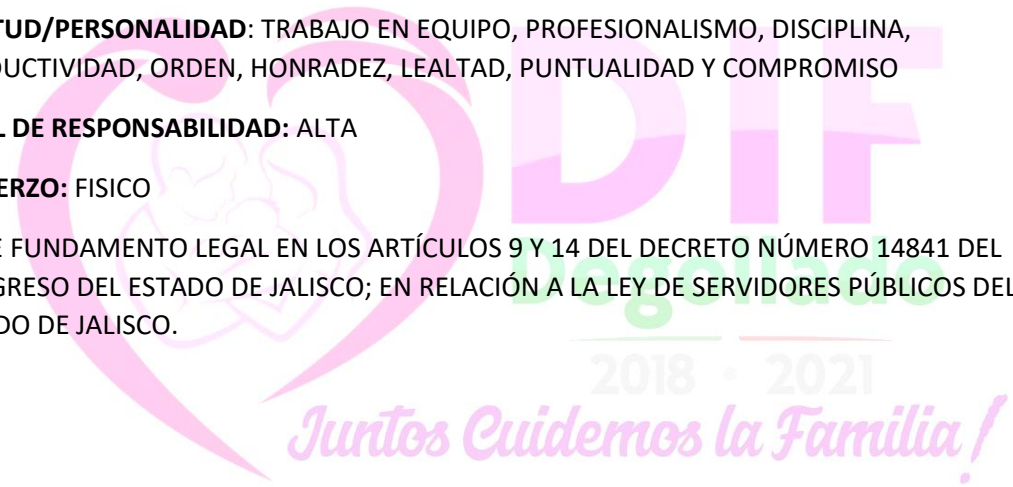 TUD/PERSONALIDAD: TRABAJO EN EQUIPO, PROFESIONALISMO, DISCIPLINA,
DUCTIVIDAD, ORDEN, HONRADEZ, LEALTAD, PUNTUALIDAD Y COMPROMISO
L DE RESPONSABILIDAD: ALTA
ERZO: FISICO
E FUNDAMENTO LEGAL EN LOS ARTÍCULOS 9 Y 14 DEL DECRETO NÚMERO 14841 DEL
GRESO DEL ESTADO DE JALISCO; EN RELACIÓN A LA LEY DE SERVIDORES PÚBLICOS DEL
DO DE JALISCO.
DIF
Degollado
2018 • 2021
Juntos Cuidemos la Familia!